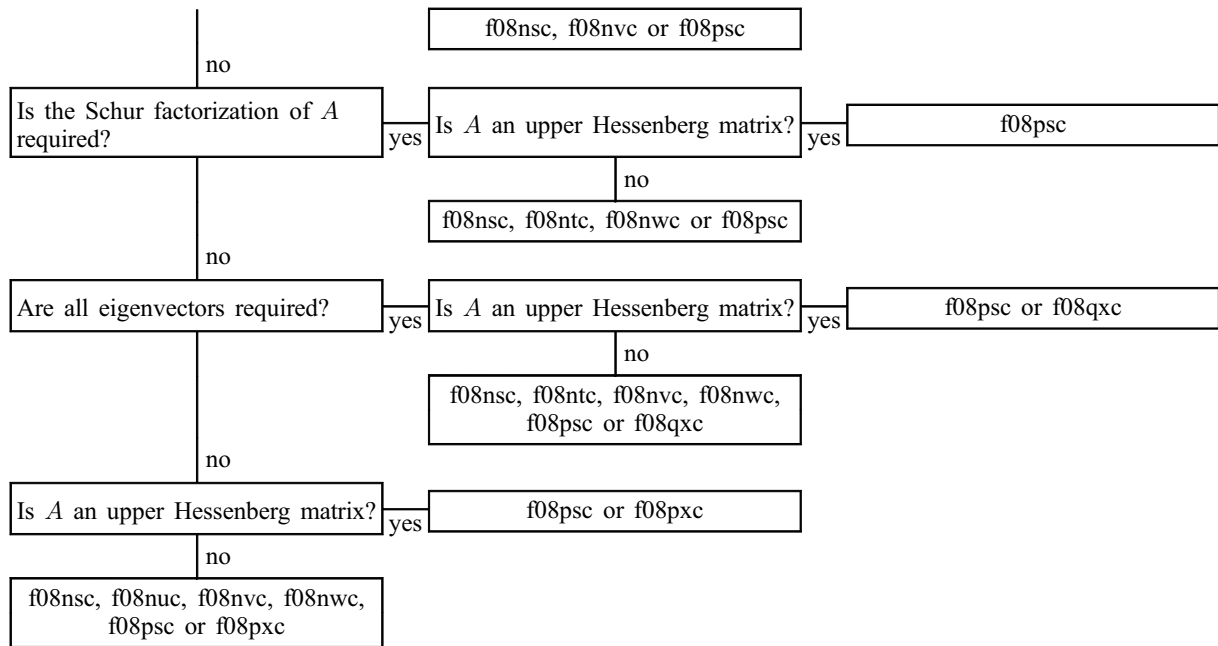 f08nsc, f08nvc or f08psc
no
Is the Schur factorization of A
required?
yes
Is A an upper Hessenberg matrix?
yes
f08psc
no
f08nsc, f08ntc, f08nwc or f08psc
no
Are all eigenvectors required?
yes
Is A an upper Hessenberg matrix?
yes
f08psc or f08qxc
no
f08nsc, f08ntc, f08nvc, f08nwc,
f08psc or f08qxc
no
Is A an upper Hessenberg matrix?
yes
f08psc or f08pxc
no
f08nsc, f08nuc, f08nvc, f08nwc,
f08psc or f08pxc